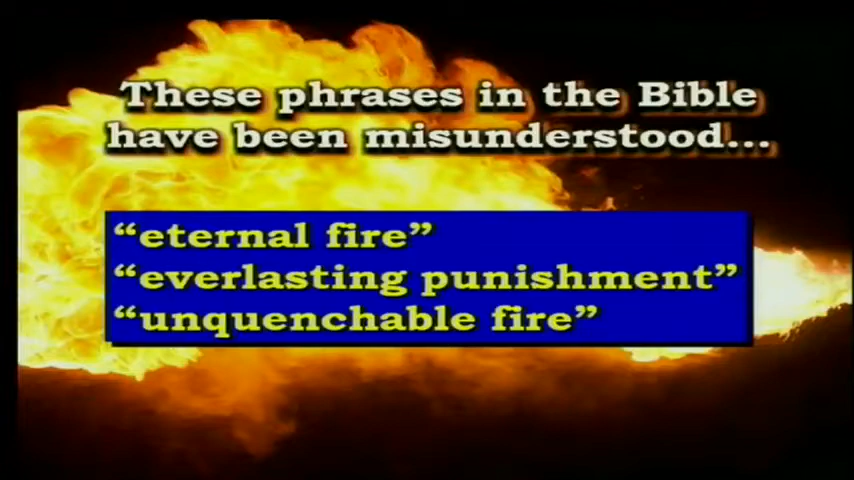 These phrases in the Bible
have been misunderstood...
“eternal fire”
“everlasting punishment”
“unquenchable fire”